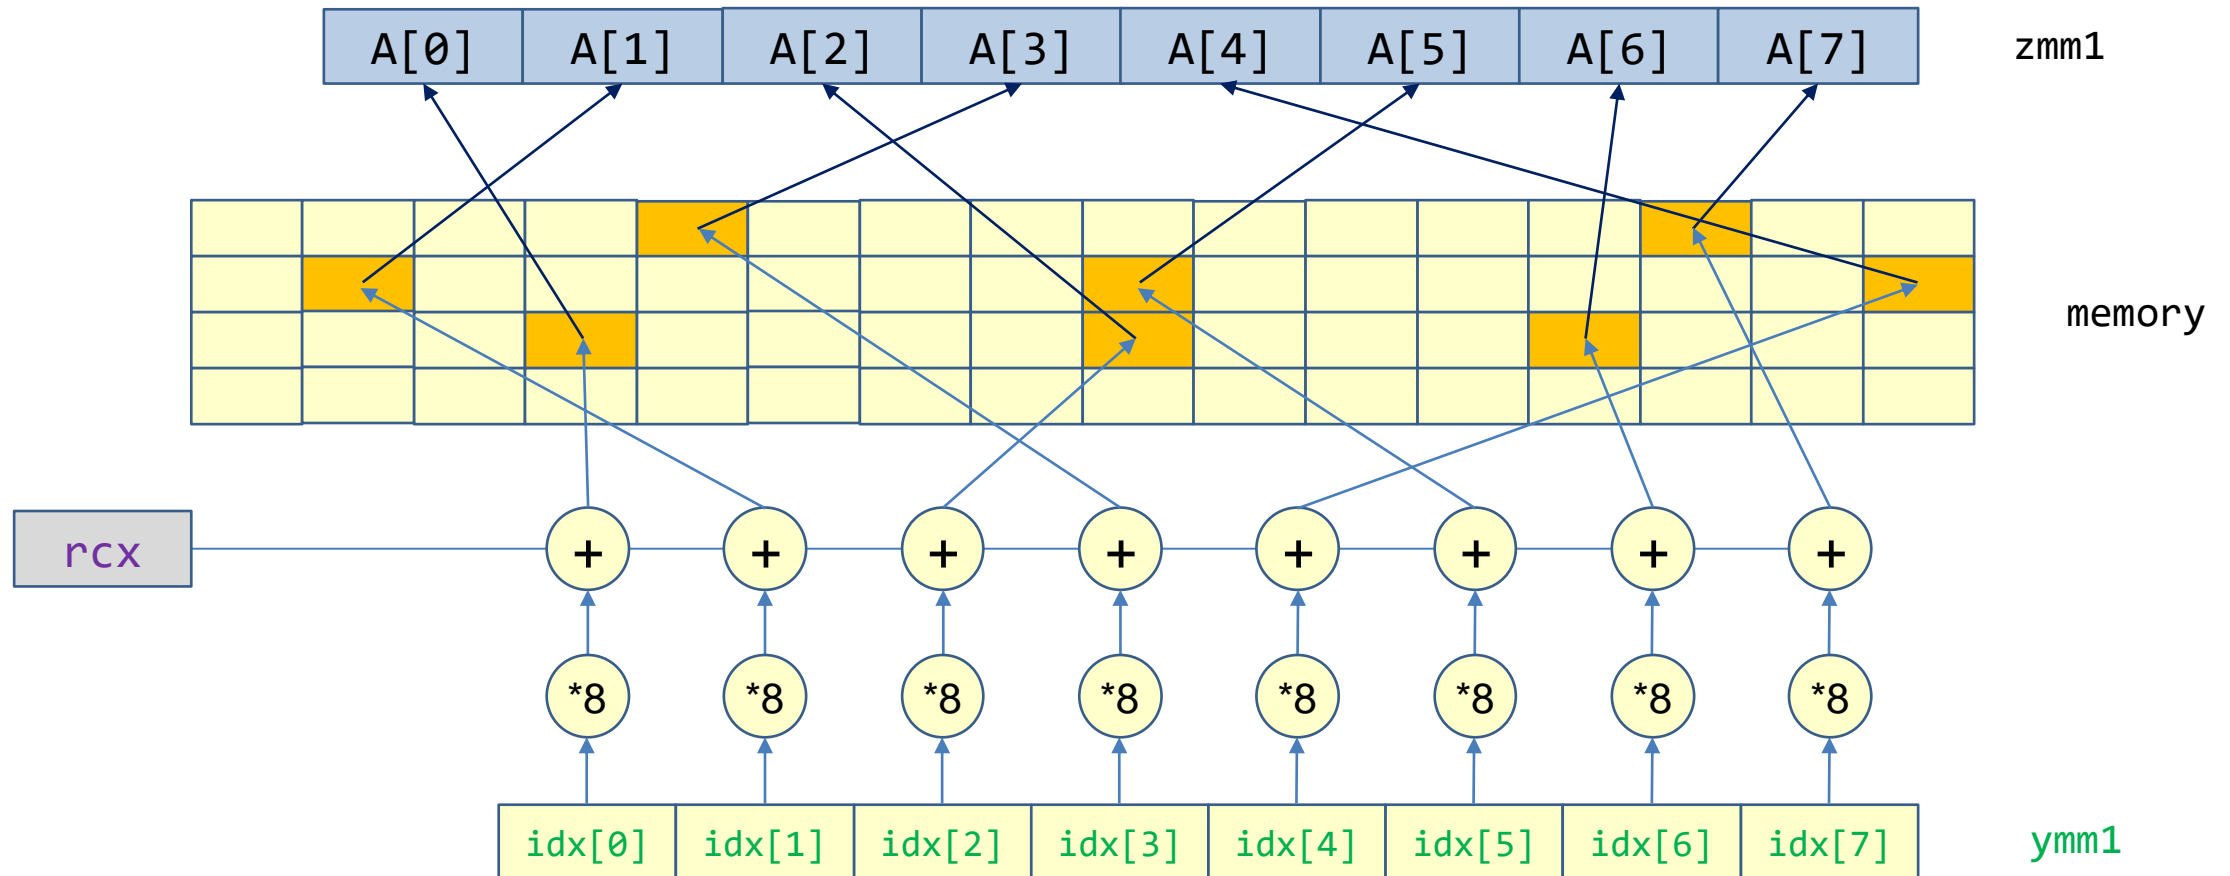 A[0] A[1] A[2] A[3] A[4] A[5] A[6] A[7] zmm1
memory
rcx + + + + + + + +
*8 *8 *8 *8 *8 *8 *8 *8
idx[0] idx[1] idx[2] idx[3] idx[4] idx[5] idx[6] idx[7] ymm1